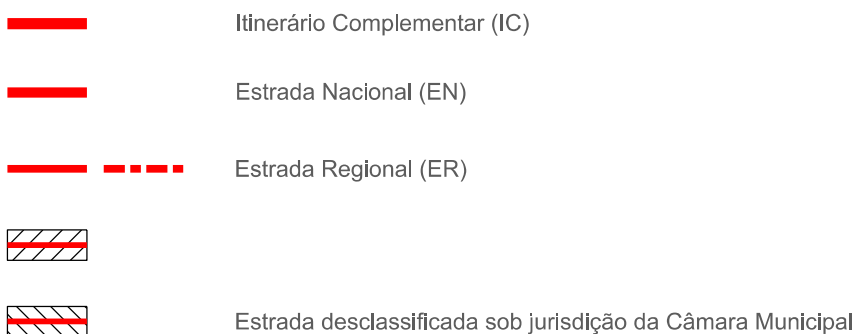 Itinerário Complementar (IC)
Estrada Nacional (EN)
Estrada Regional (ER)
Estrada desclassificada sob jurisdição da Câmara Municipal